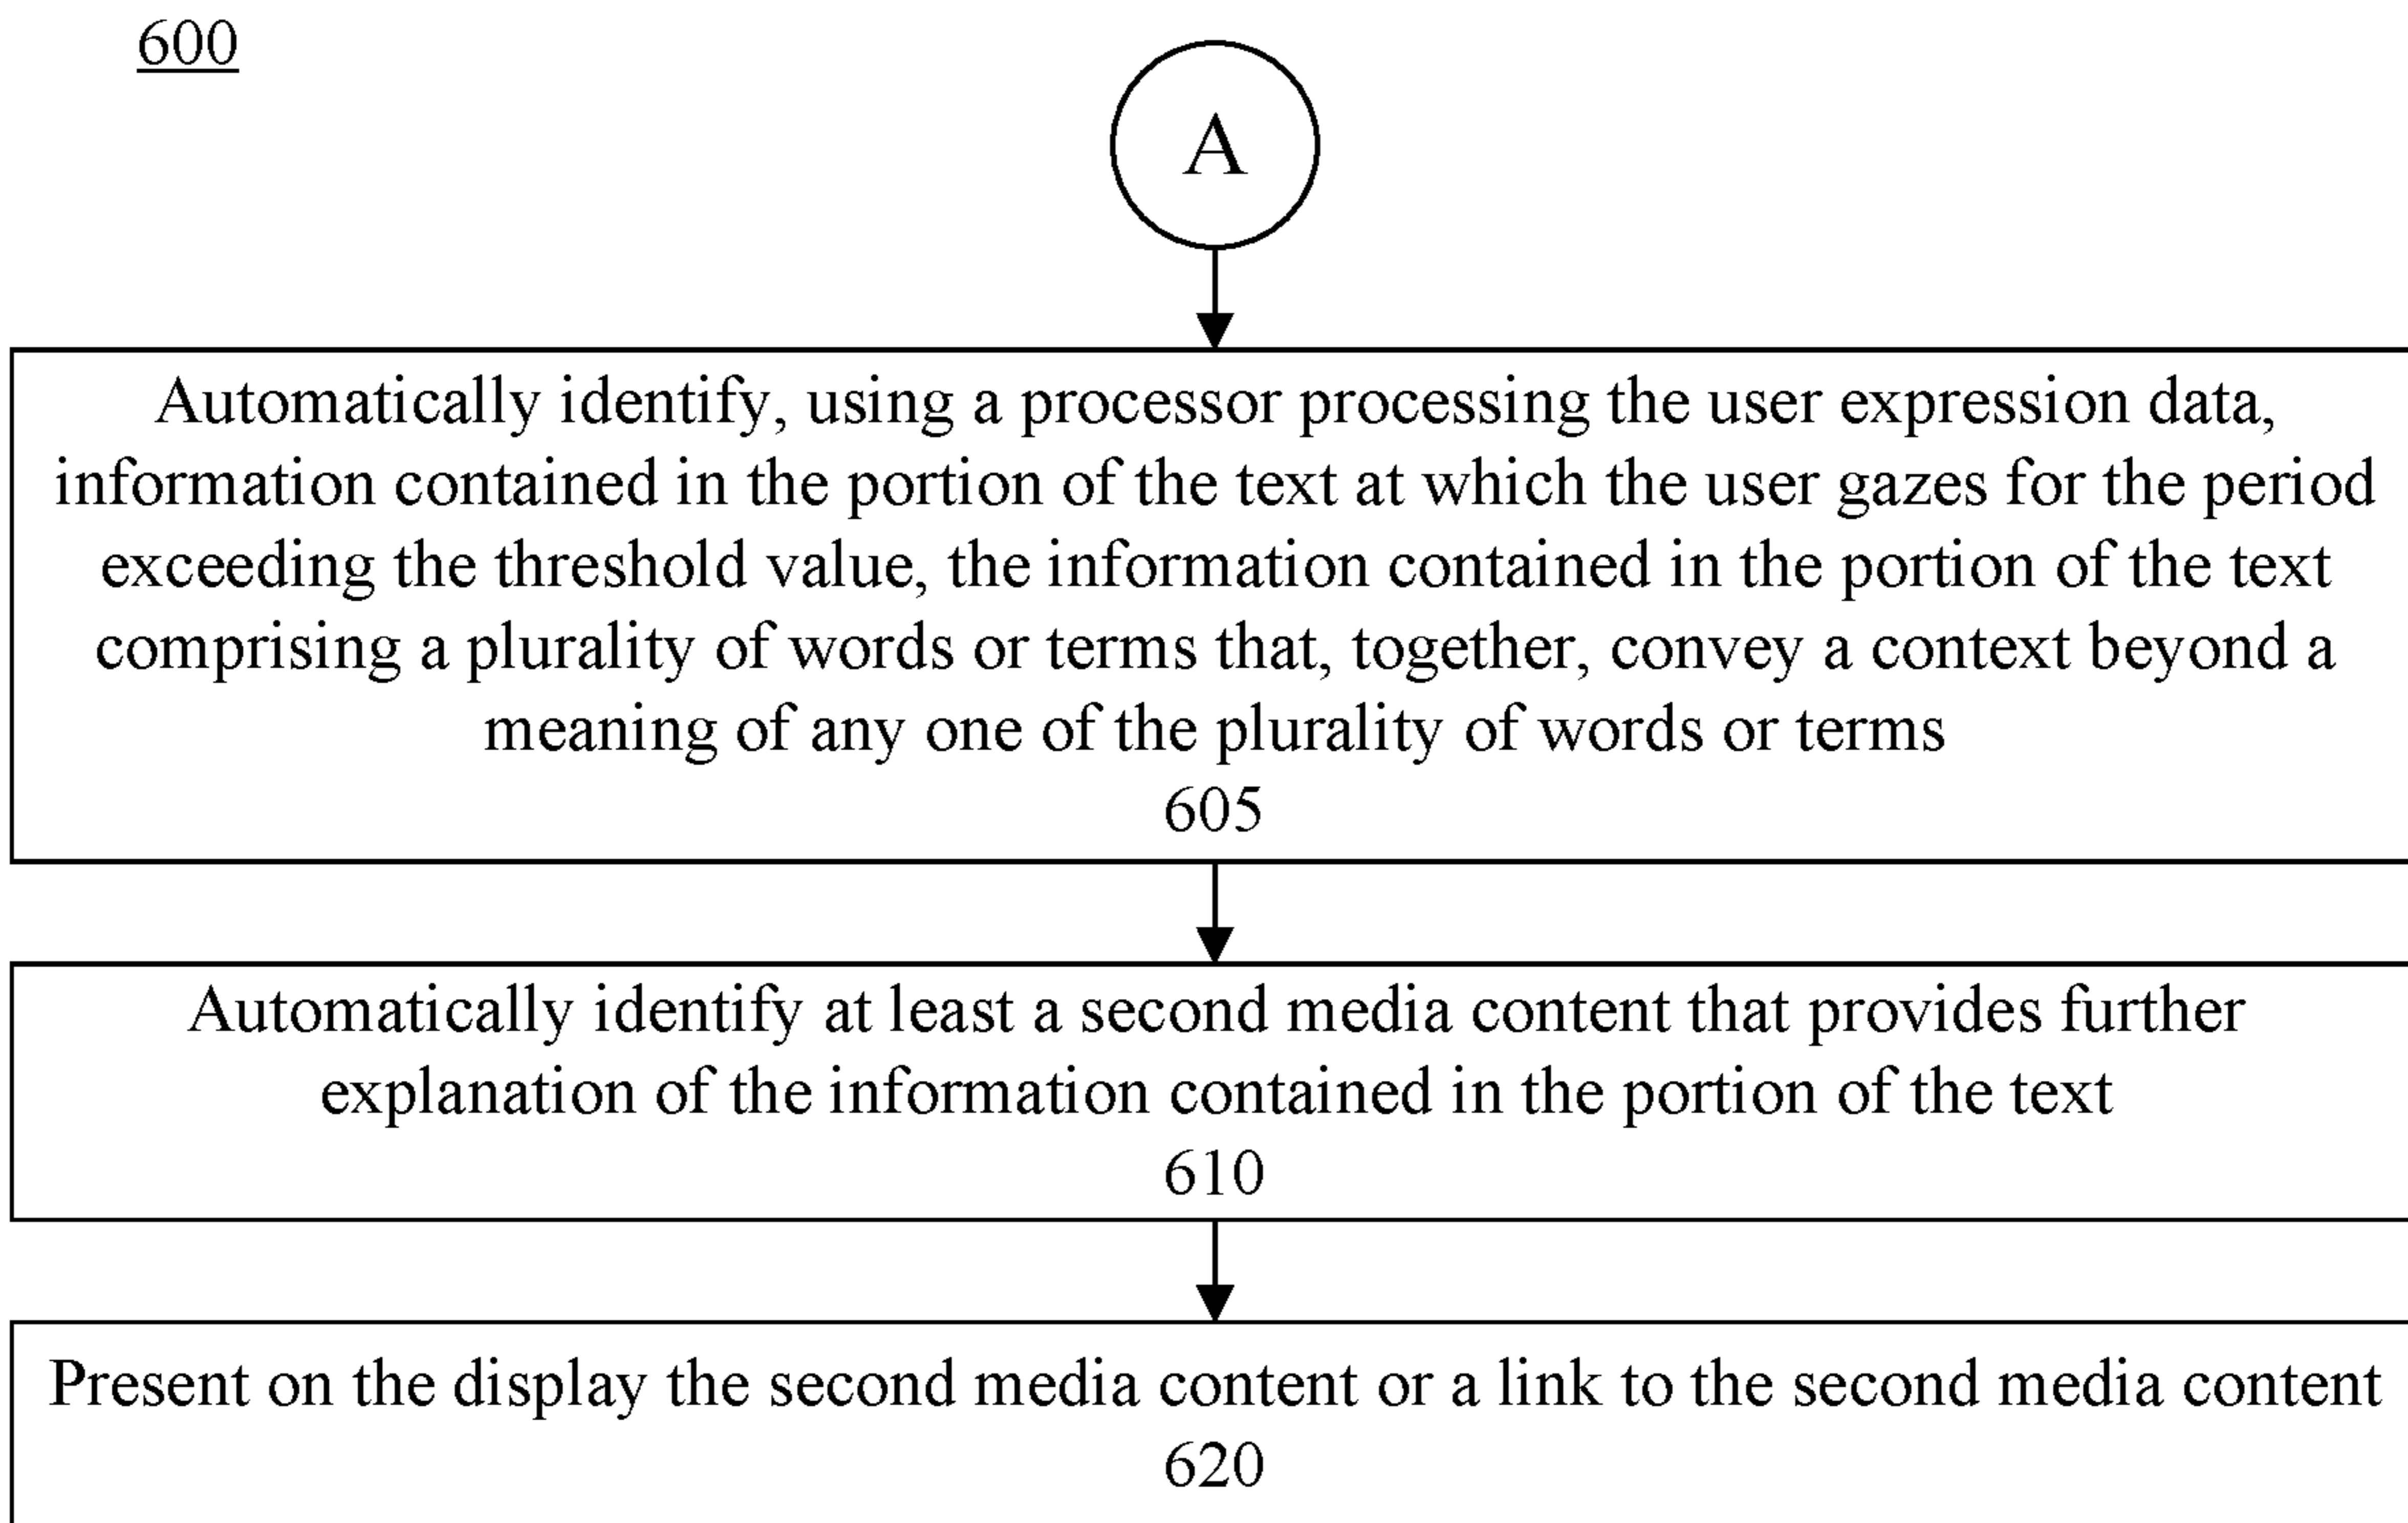 600
A
Automatically identify, using a processor processing the user expression data,
information contained in the portion of the text at which the user gazes for the period
exceeding the threshold value, the information contained in the portion of the text
comprising a plurality of words or terms that, together, convey a context beyond a
meaning of any one of the plurality of words or terms
605
Automatically identify at least a second media content that provides further
explanation of the information contained in the portion of the text
610
Present on the display the second media content or a link to the second media content
620